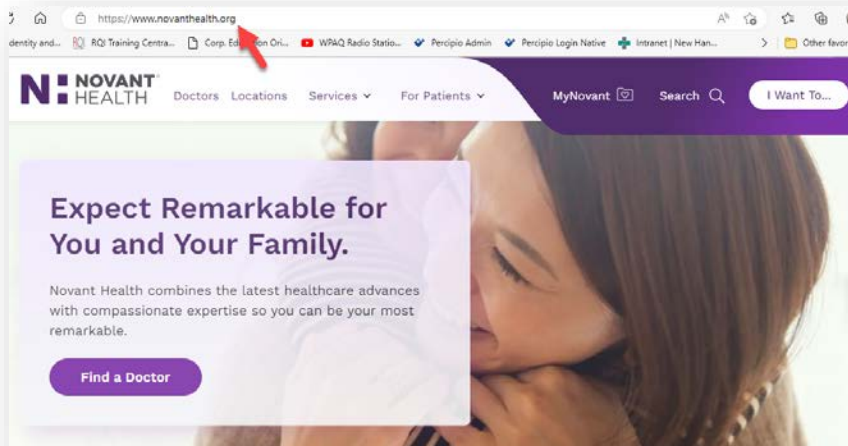 https://www.novanthealth.org
dentity and... RQI Training Centra... Corp. Ed on Ori... WPAQ Radio Statio... Percipio Admin Percipio Login Native Intranet | New Han... Other favor
NOVANT HEALTH Doctors Locations Services For Patients MyNovant Search I Want To...
Expect Remarkable for
You and Your Family.
Novant Health combines the latest healthcare advances
with compassionate expertise so you can be your most
remarkable.
Find a Doctor